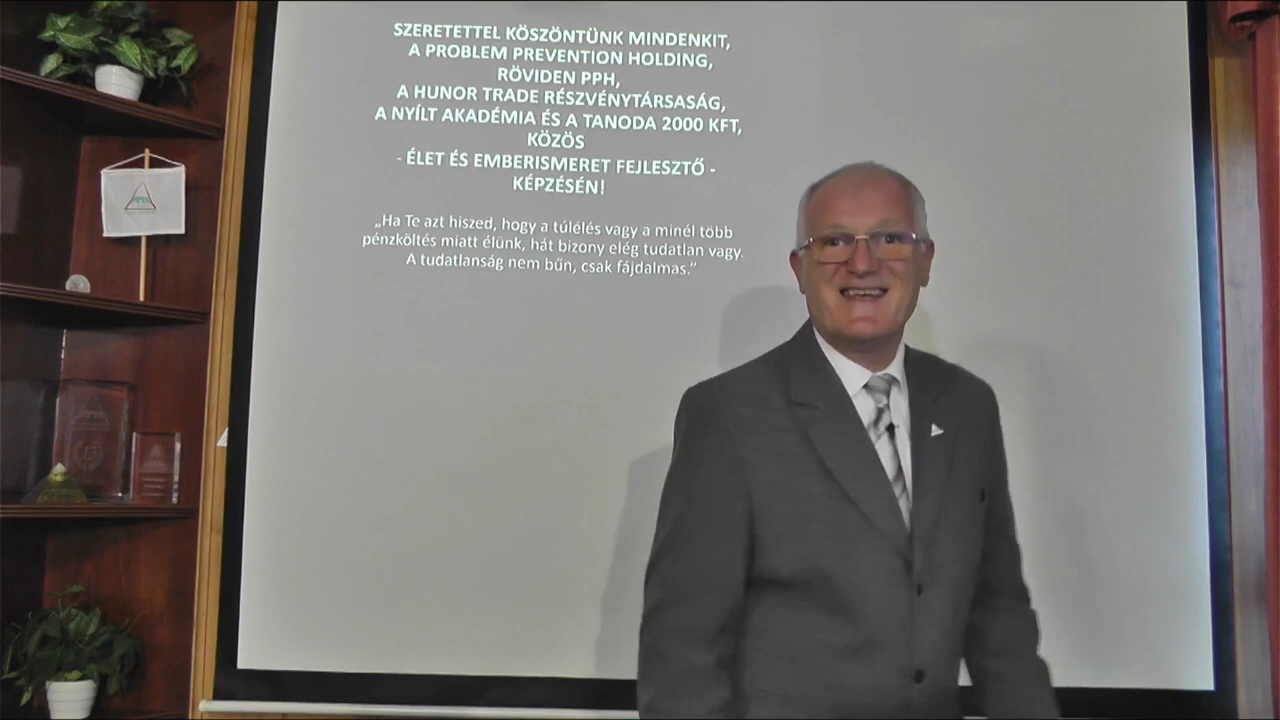 SZERETETTEL KÖSZÖNTÜNK MINDENKIT,
A PROBLEM PREVENTION HOLDING,
RÖVIDEN PPH,
A HUNOR TRADE RÉSZVÉNYTÁRSASÁG,
A NYÍLT AKADÉMIA ÉS A TANODA 2000 KFT,
KÖZÖS
- ÉLET ÉS EMBERISMERET FEJLESZTŐ -
KÉPZÉSÉN!
„Ha Te azt hiszed, hogy a túlélés vagy a minél több
pénzköltés miatt élünk, hát bizony elég tudatlan vagy.
A tudatlanság nem bűn, csak fájdalmas.”